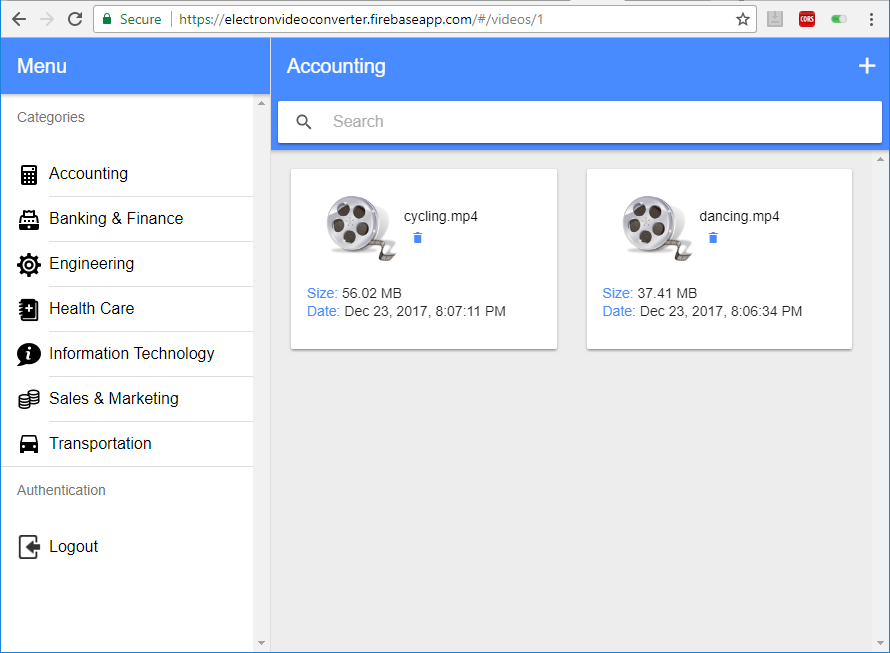 Secure https://electronvideoconverter.firebaseapp.com/#/videos/1
CORS
Menu
Categories
Accounting
Banking & Finance
Engineering
Health Care
Information Technology
Sales & Marketing
Transportation
Authentication
Logout
Accounting
Search
cycling.mp4
Size: 56.02 MB
Date: Dec 23, 2017, 8:07:11 PM
dancing.mp4
Size: 37.41 MB
Date: Dec 23, 2017, 8:06:34 PM